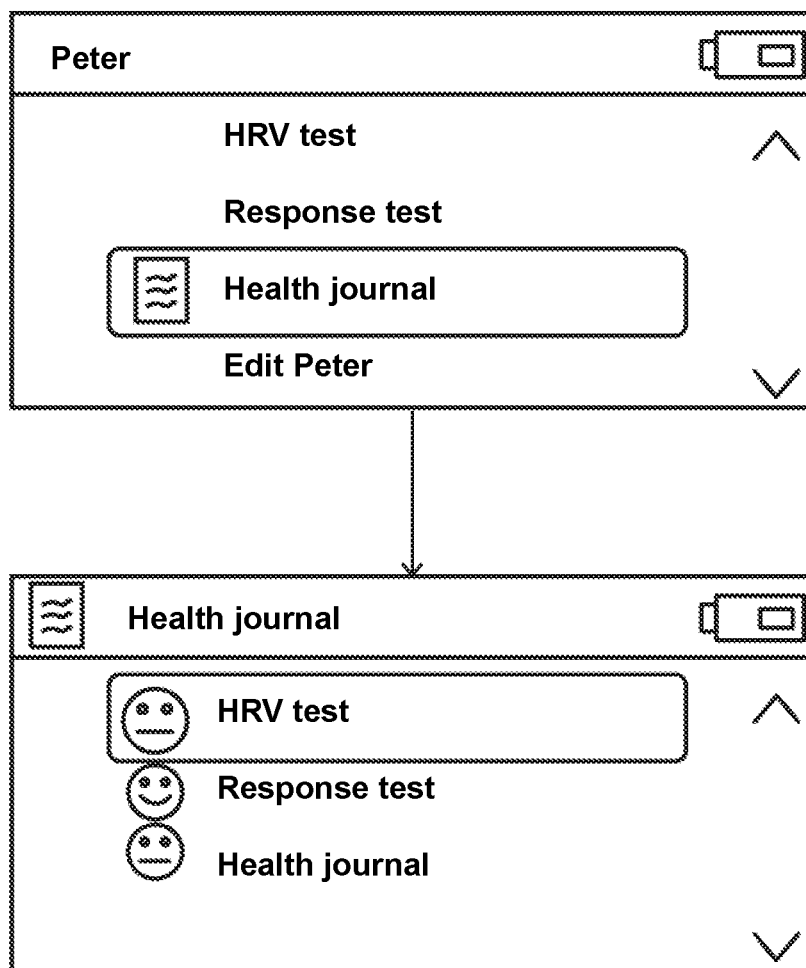 Peter
HRV test
Response test
Health journal
Edit Peter
Health journal
HRV test
Response test
Health journal